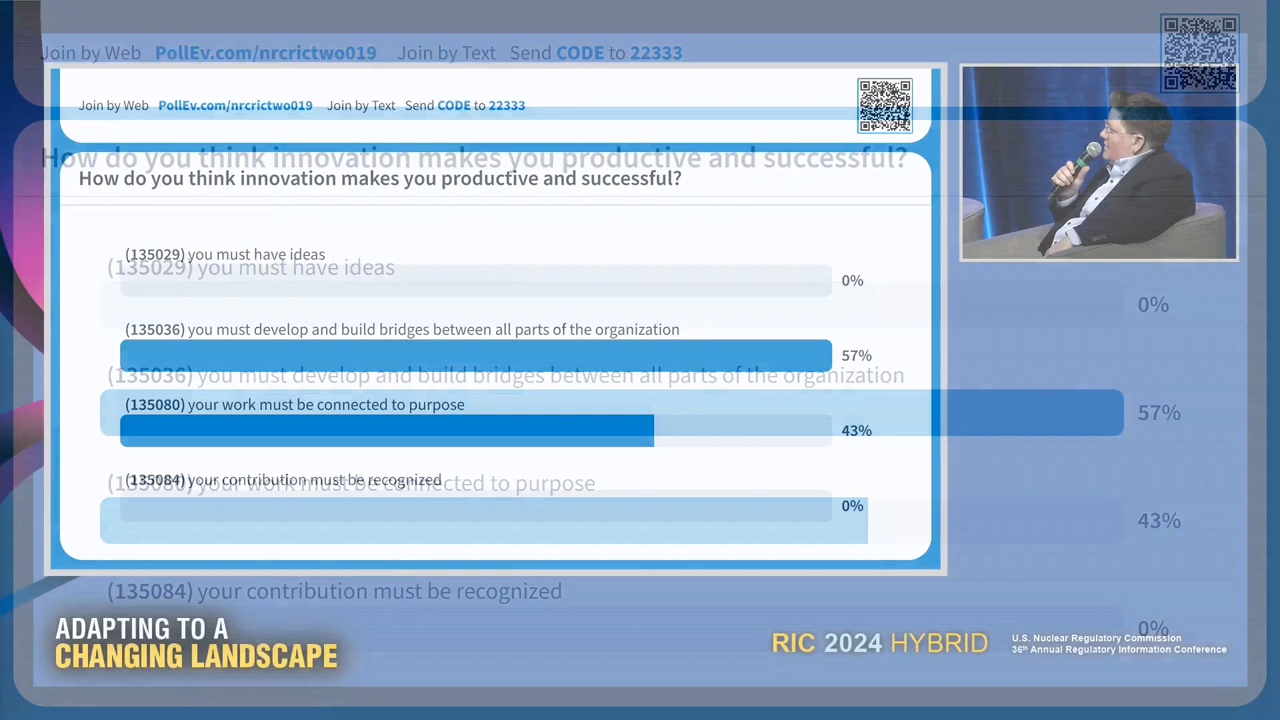 Join by Web PollEv.com/nrcrictwo019 Join by Text Send CODE to 22333
Join by Web PollEv.com/nrcrictwo019 Join by Text Send CODE to 22333
How do you think innovation makes you productive and successful?
How do you think innovation makes you productive and successful?
(135029) you must have ideas
(135029) you must have ideas
0%
0%
(135036) you must develop and build bridges between all parts of the organization
57%
(135036) you must develop and build bridges between all parts of the organization
57%
(135080) your work must be connected to purpose
43%
(135084) your contribution must be recognized
(135080) your work must be connected to purpose
0%
43%
(135084) your contribution must be recognized
0%
ADAPTING TO A
CHANGING LANDSCAPE
RIC 2024 HYBRID
U.S. Nuclear Regulatory Commission
36th Annual Regulatory Information Conference